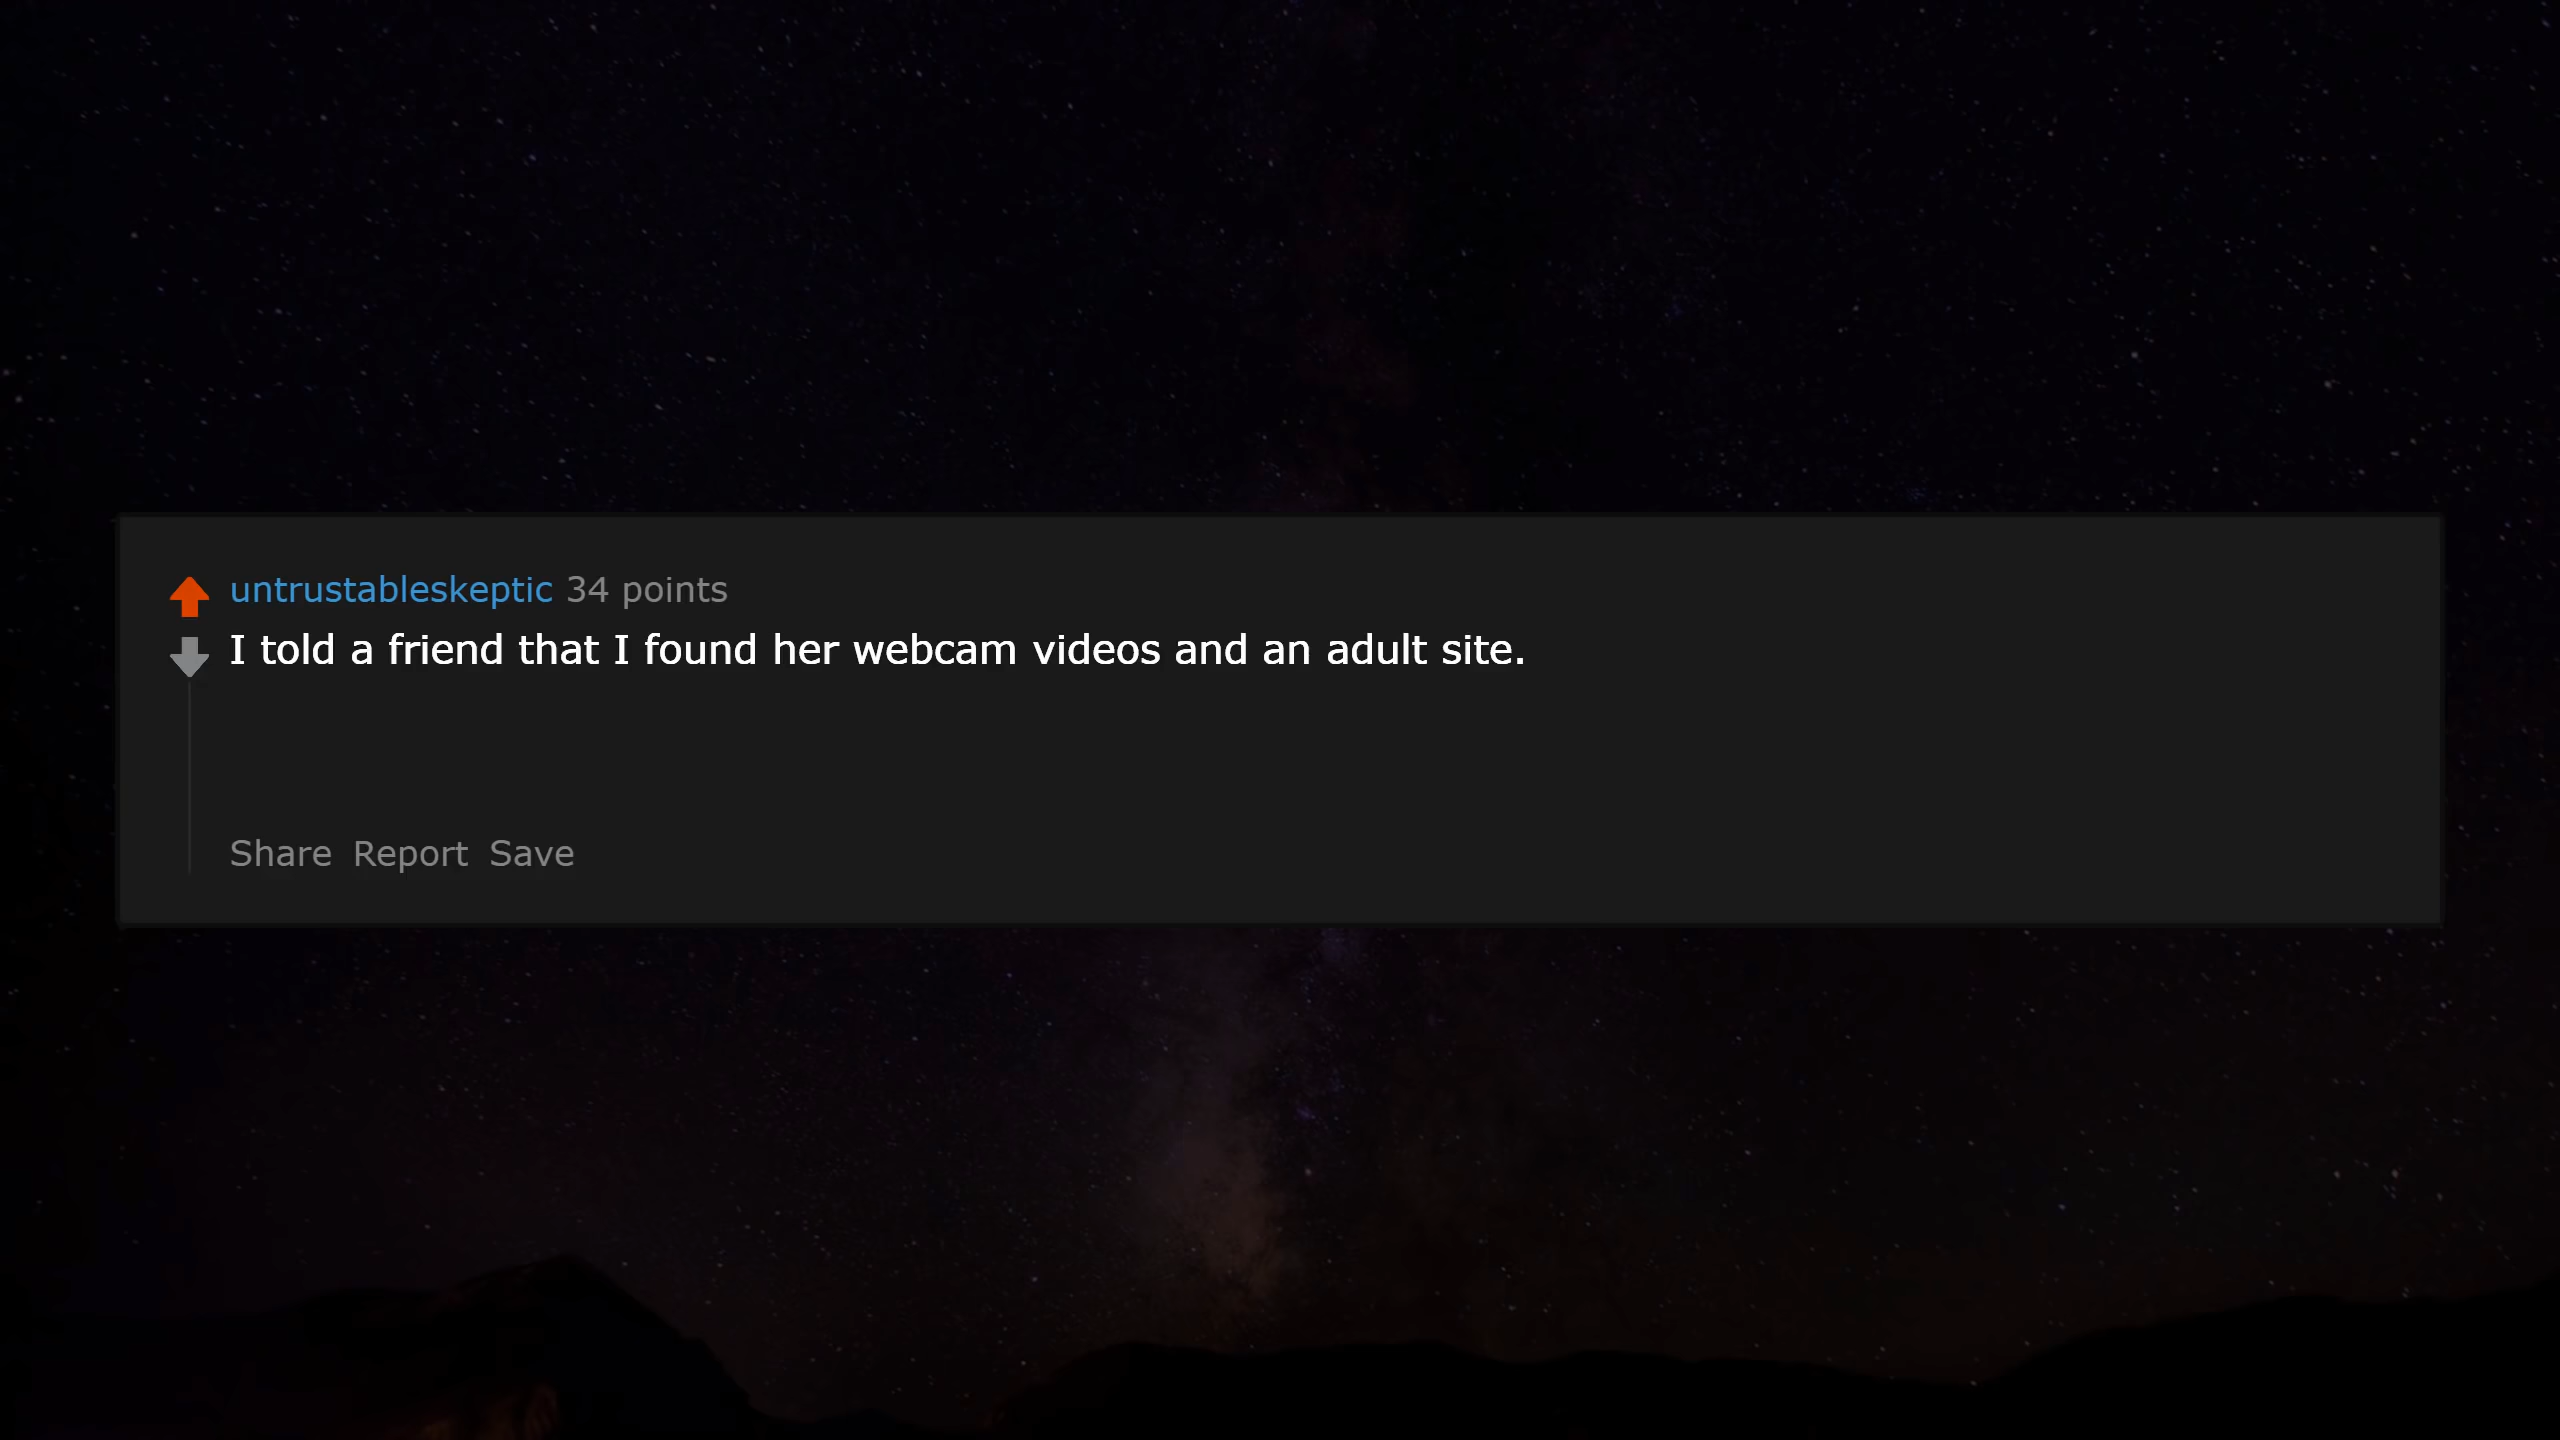 untrustableskeptic 34 points
I told a friend that I found her webcam videos and an adult site.
Share Report Save